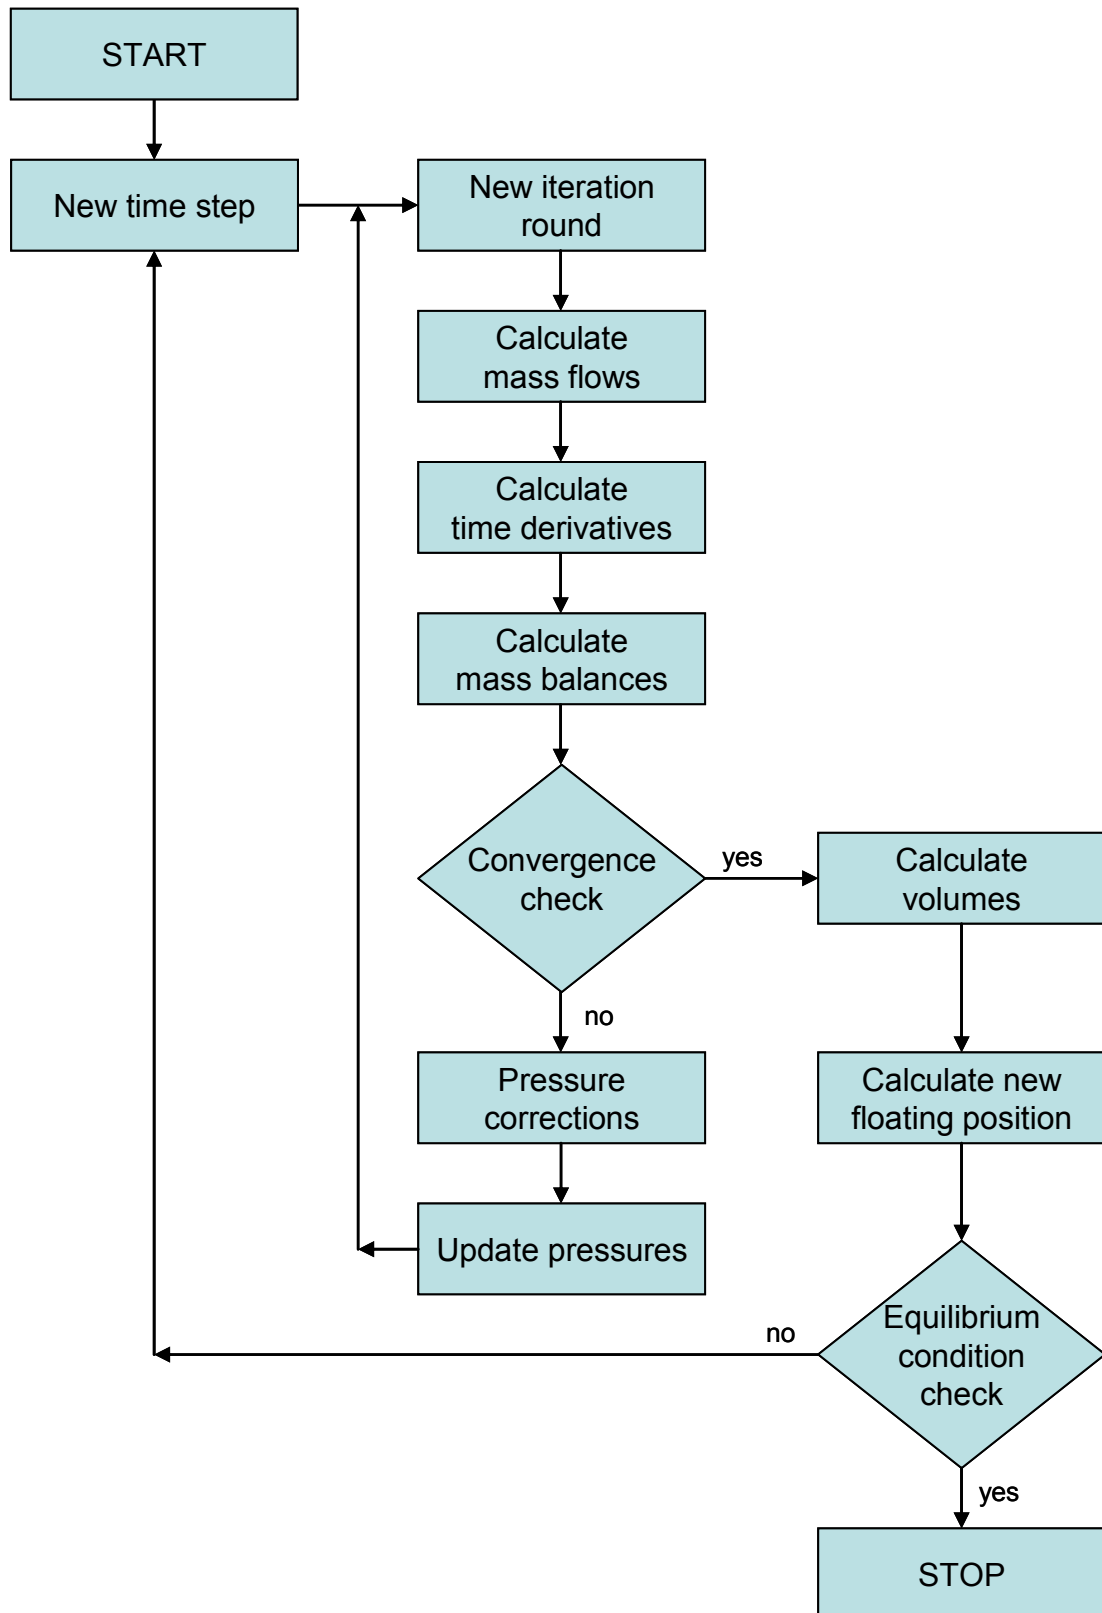 START
New time step
New iteration
round
Calculate
mass flows
Calculate
time derivatives
Calculate
mass balances
Convergence
check
yes
Calculate
volumes
no
Pressure
corrections
Calculate new
floating position
Update pressures
Equilibrium
condition
check
no
yes
STOP